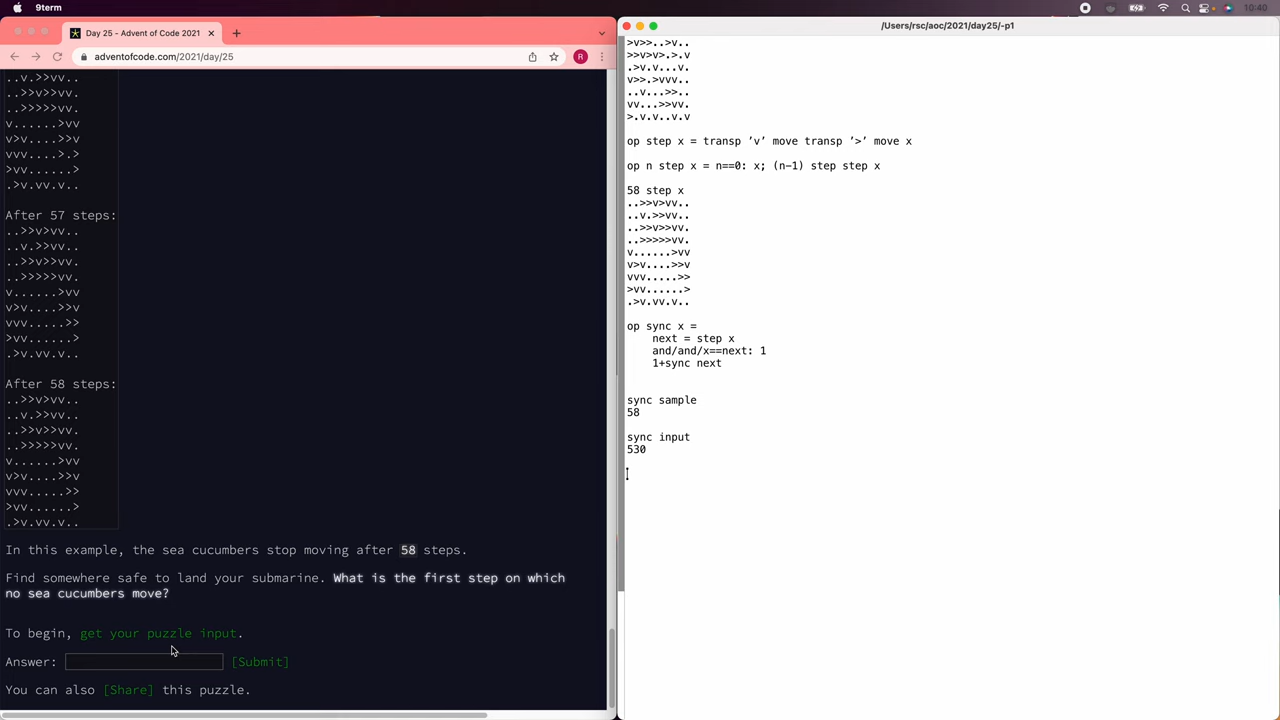 9term
10:40
Day 25 - Advent of Code 2021
adventofcode.com/2021/day/25
R
..v.>>vv..
..>>v>>vv.
..>>>>>vv.
v......>vv
v>v....>>v
vvv....>.>
>vv......>
.>v.vv.v..
After 57 steps:
..>>v>vv..
..v.>>vv..
..>>v>>vv.
..>>>>>vv.
v......>vv
v>v....>>v
vvv.....>>
>vv......>
.>v.vv.v..
After 58 steps:
..>>v>vv..
..v.>>vv..
..>>v>>vv.
..>>>>>vv.
v......>vv
v>v....>>v
vvv.....>>
>vv......>
.>v.vv.v..
In this example, the sea cucumbers stop moving after 58 steps.
Find somewhere safe to land your submarine. What is the first step on which
no sea cucumbers move?
To begin, get your puzzle input.
Answer: [Submit]
You can also [Share] this puzzle.
/Users/rsc/aoc/2021/day25/-p1
>v>>..>v..
>>v>v>.>.v
.>v.v...v.
v>>.>vvv..
..v...>>..
vv...>>vv.
>.v.v..v.v
op step x = transp ’v’ move transp ’>’ move x
op n step x = n==0: x; (n-1) step step x
58 step x
..>>v>vv..
..v.>>vv..
..>>v>>vv.
..>>>>>vv.
v......>vv
v>v....>>v
vvv.....>>
>vv......>
.>v.vv.v..
op sync x =
next = step x
and/and/x==next: 1
1+sync next
sync sample
58
sync input
530